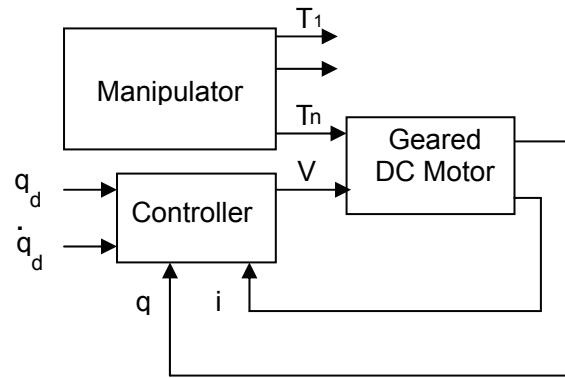 T1
Manipulator
Tn
Geared
DC Motor
V
qd
Controller
q̇d
q
i